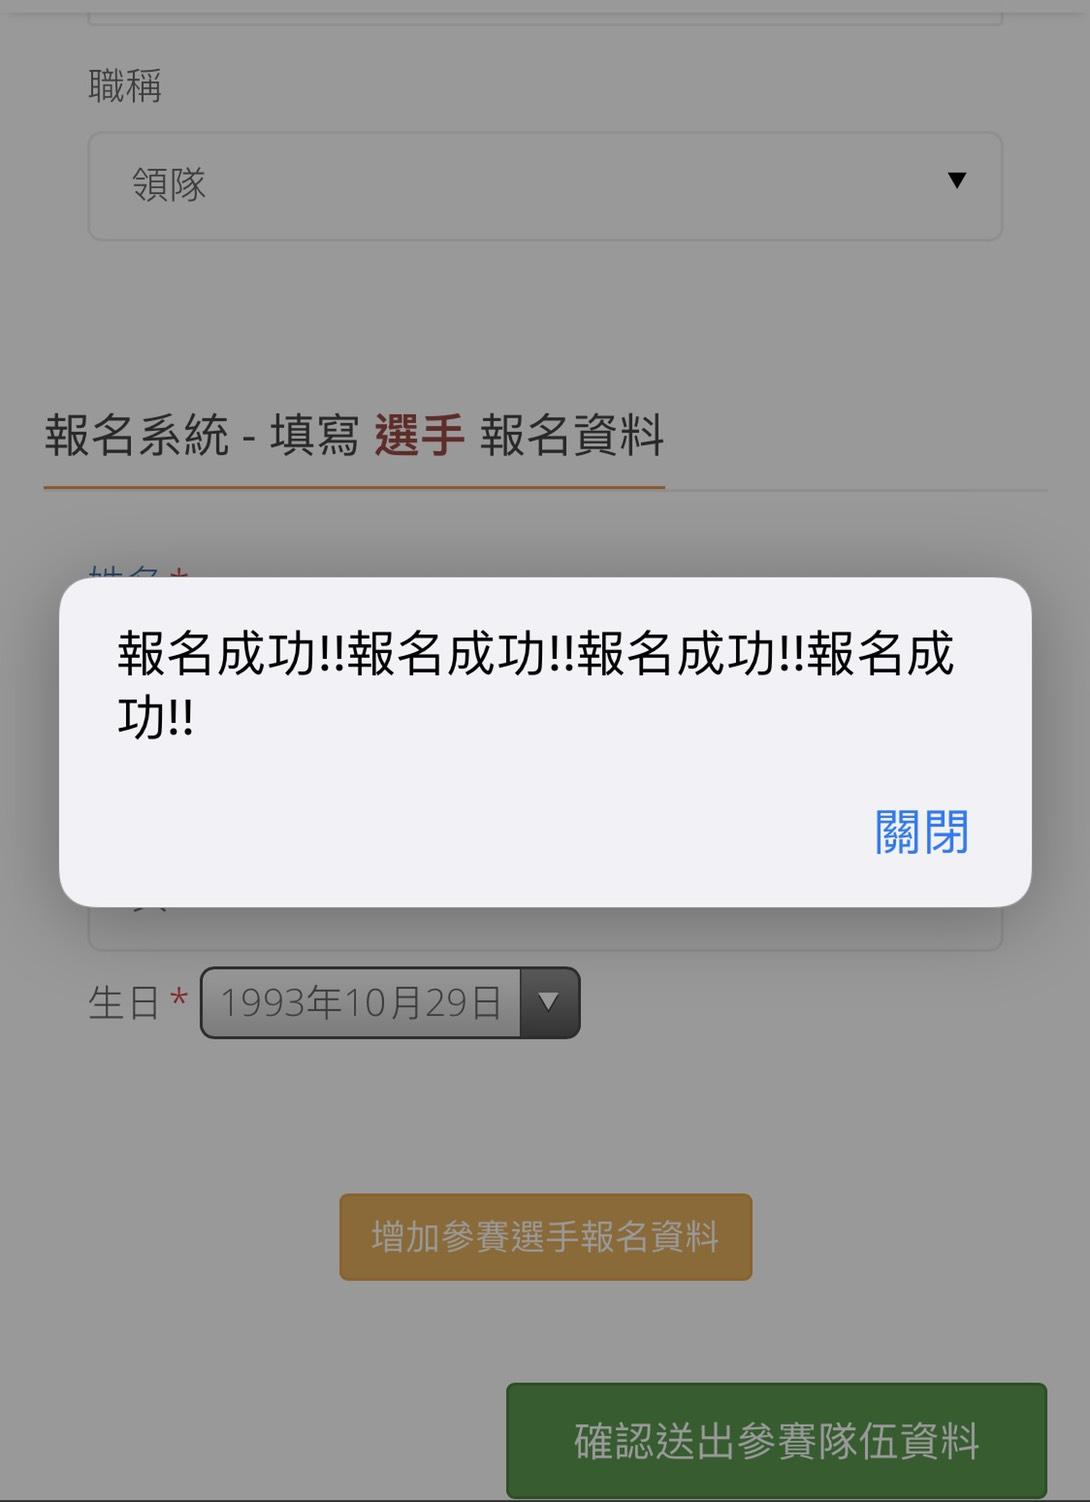 職稱
領隊
▼
報名系統 - 填寫 選手 報名資料
姓名*
報名成功!!報名成功!!報名成功!!報名成
功!!
關閉
生日* 1993年10月29日 ▼
增加參賽選手報名資料
確認送出參賽隊伍資料